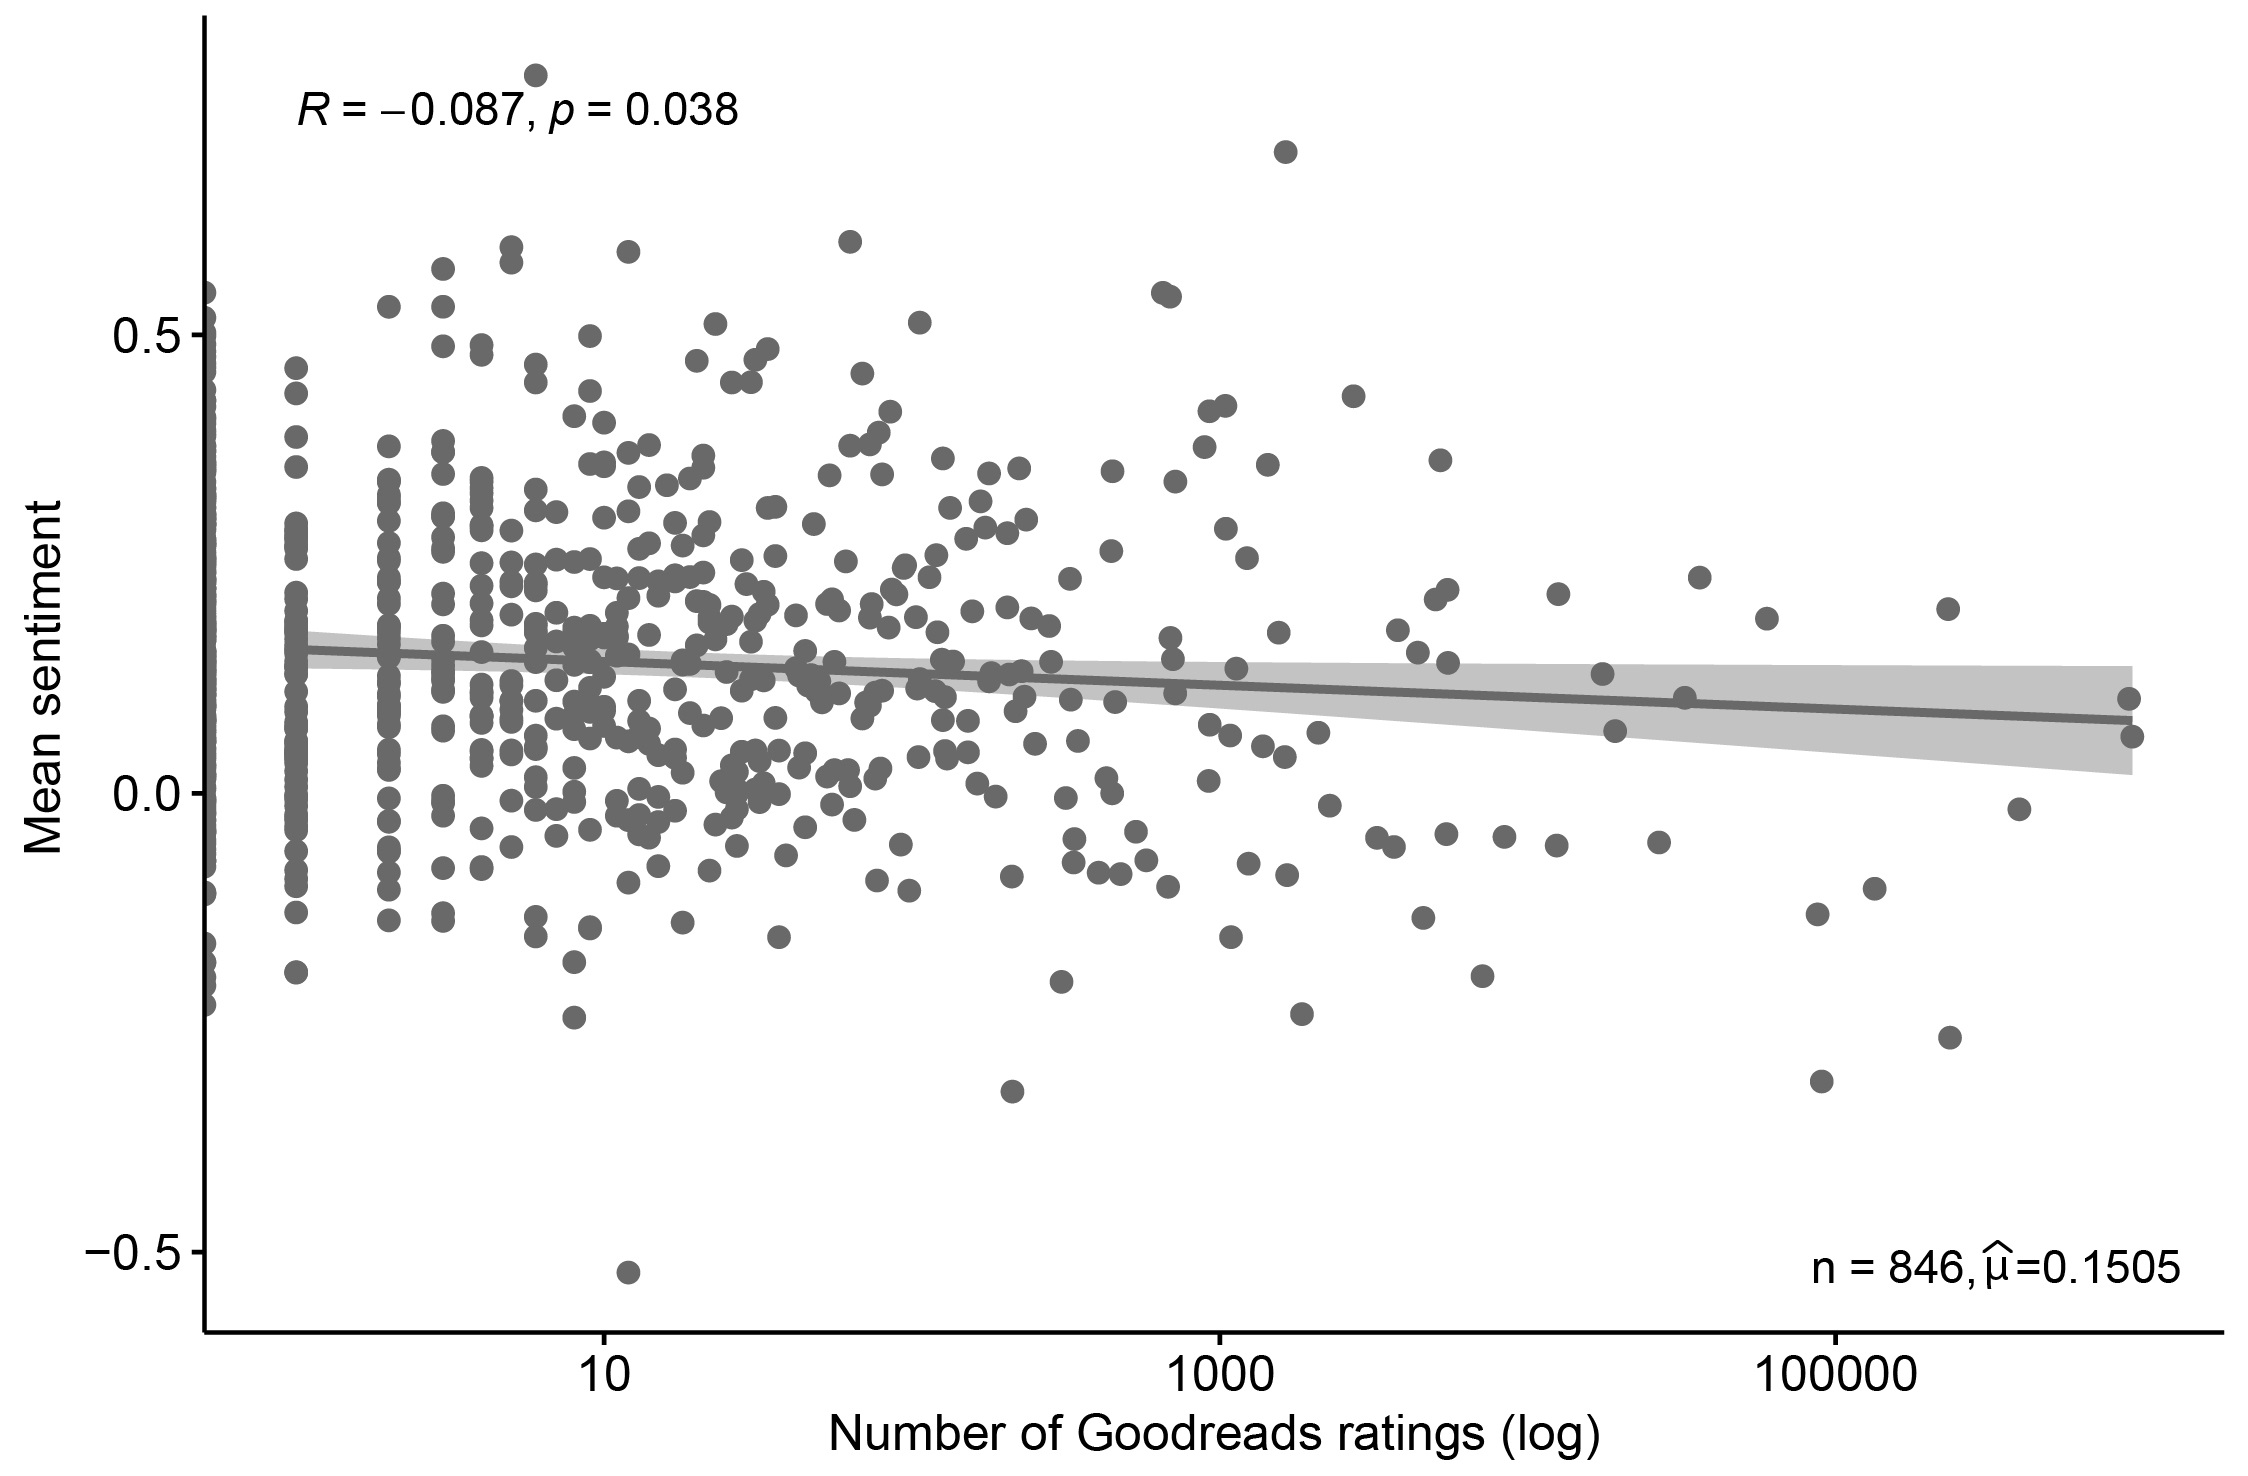 R = −0.087, p = 0.038
0.5
0.0
−0.5
Mean sentiment
n = 846, μ̂=0.1505
10 1000 100000
Number of Goodreads ratings (log)